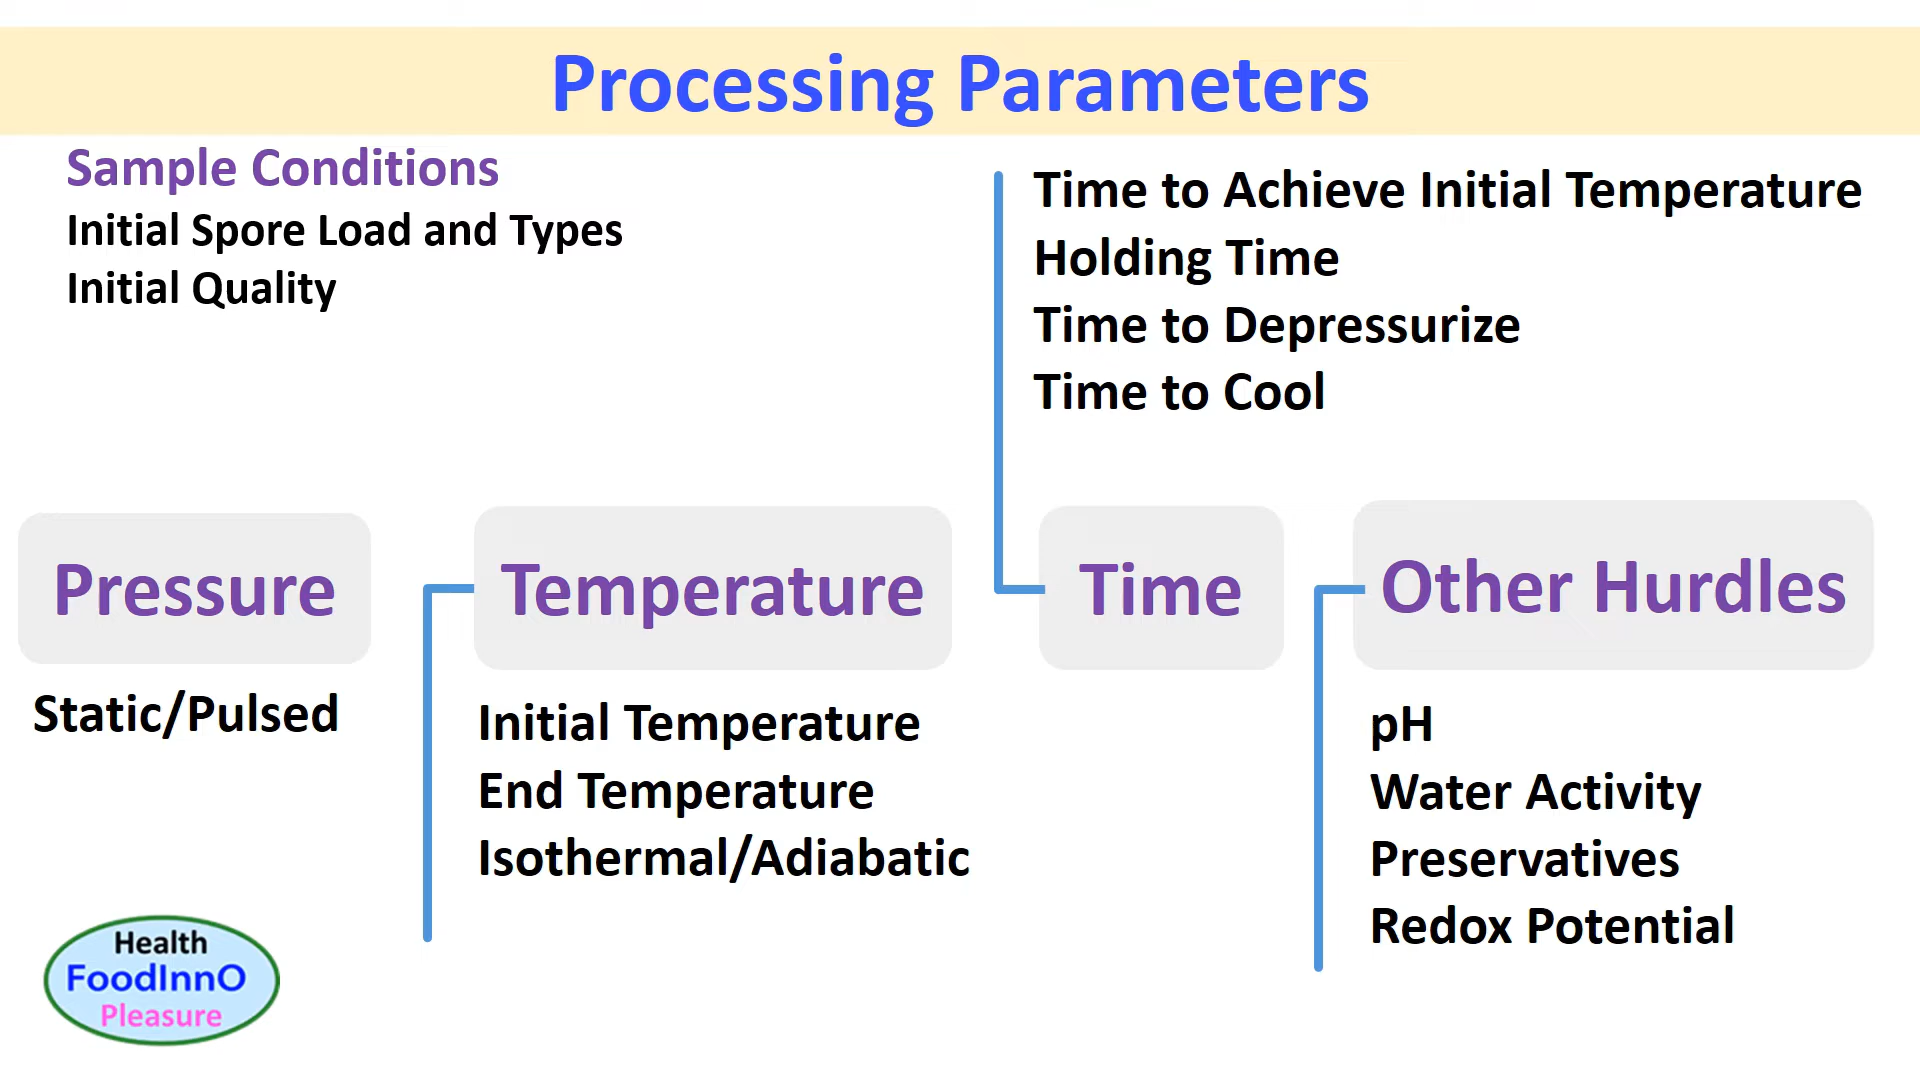 Processing Parameters
Sample Conditions
Initial Spore Load and Types
Initial Quality
Time to Achieve Initial Temperature
Holding Time
Time to Depressurize
Time to Cool
Pressure
Static/Pulsed
Temperature
Initial Temperature
End Temperature
Isothermal/Adiabatic
Time
Other Hurdles
pH
Water Activity
Preservatives
Redox Potential
Health
FoodInnO
Pleasure